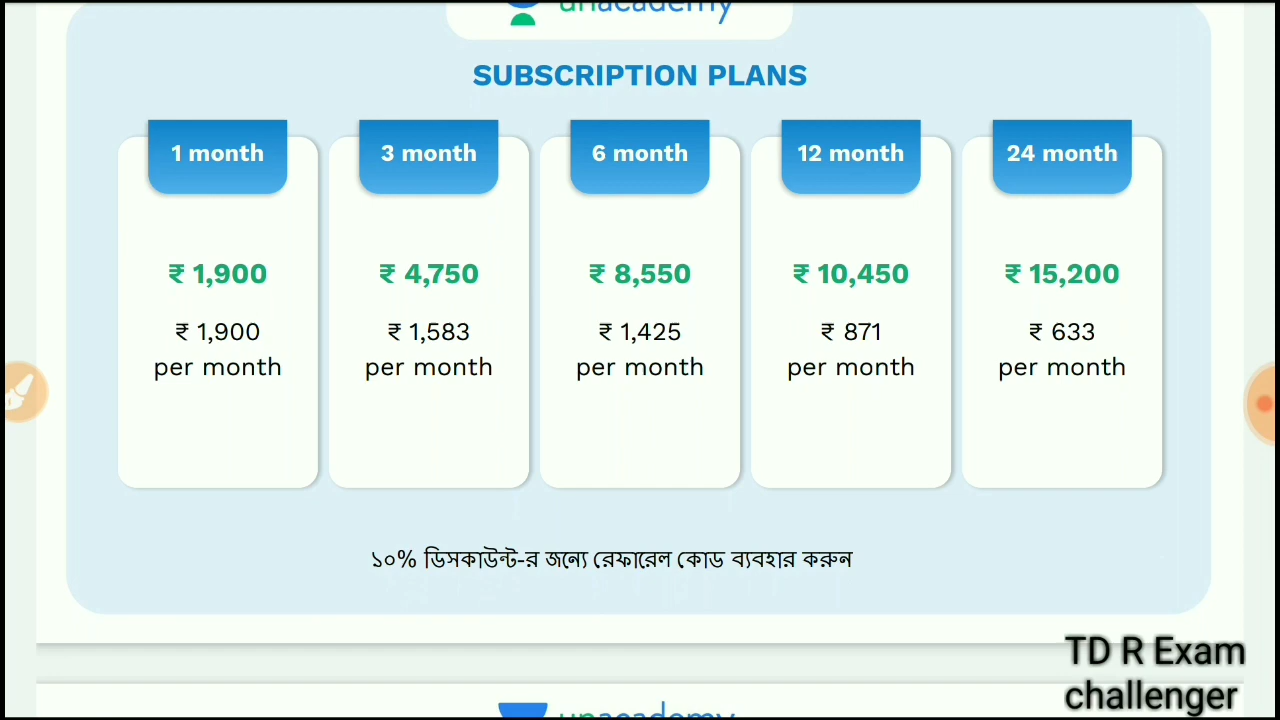 unacademy
SUBSCRIPTION PLANS
1 month
3 month
6 month
12 month
24 month
₹ 1,900
₹ 4,750
₹ 8,550
₹ 10,450
₹ 15,200
₹ 1,900
per month
₹ 1,583
per month
₹ 1,425
per month
₹ 871
per month
₹ 633
per month
১০% ডিসকাউন্ট-র জন্যে রেফারেল কোড ব্যবহার করুন
TD R Exam
challenger
unacademy